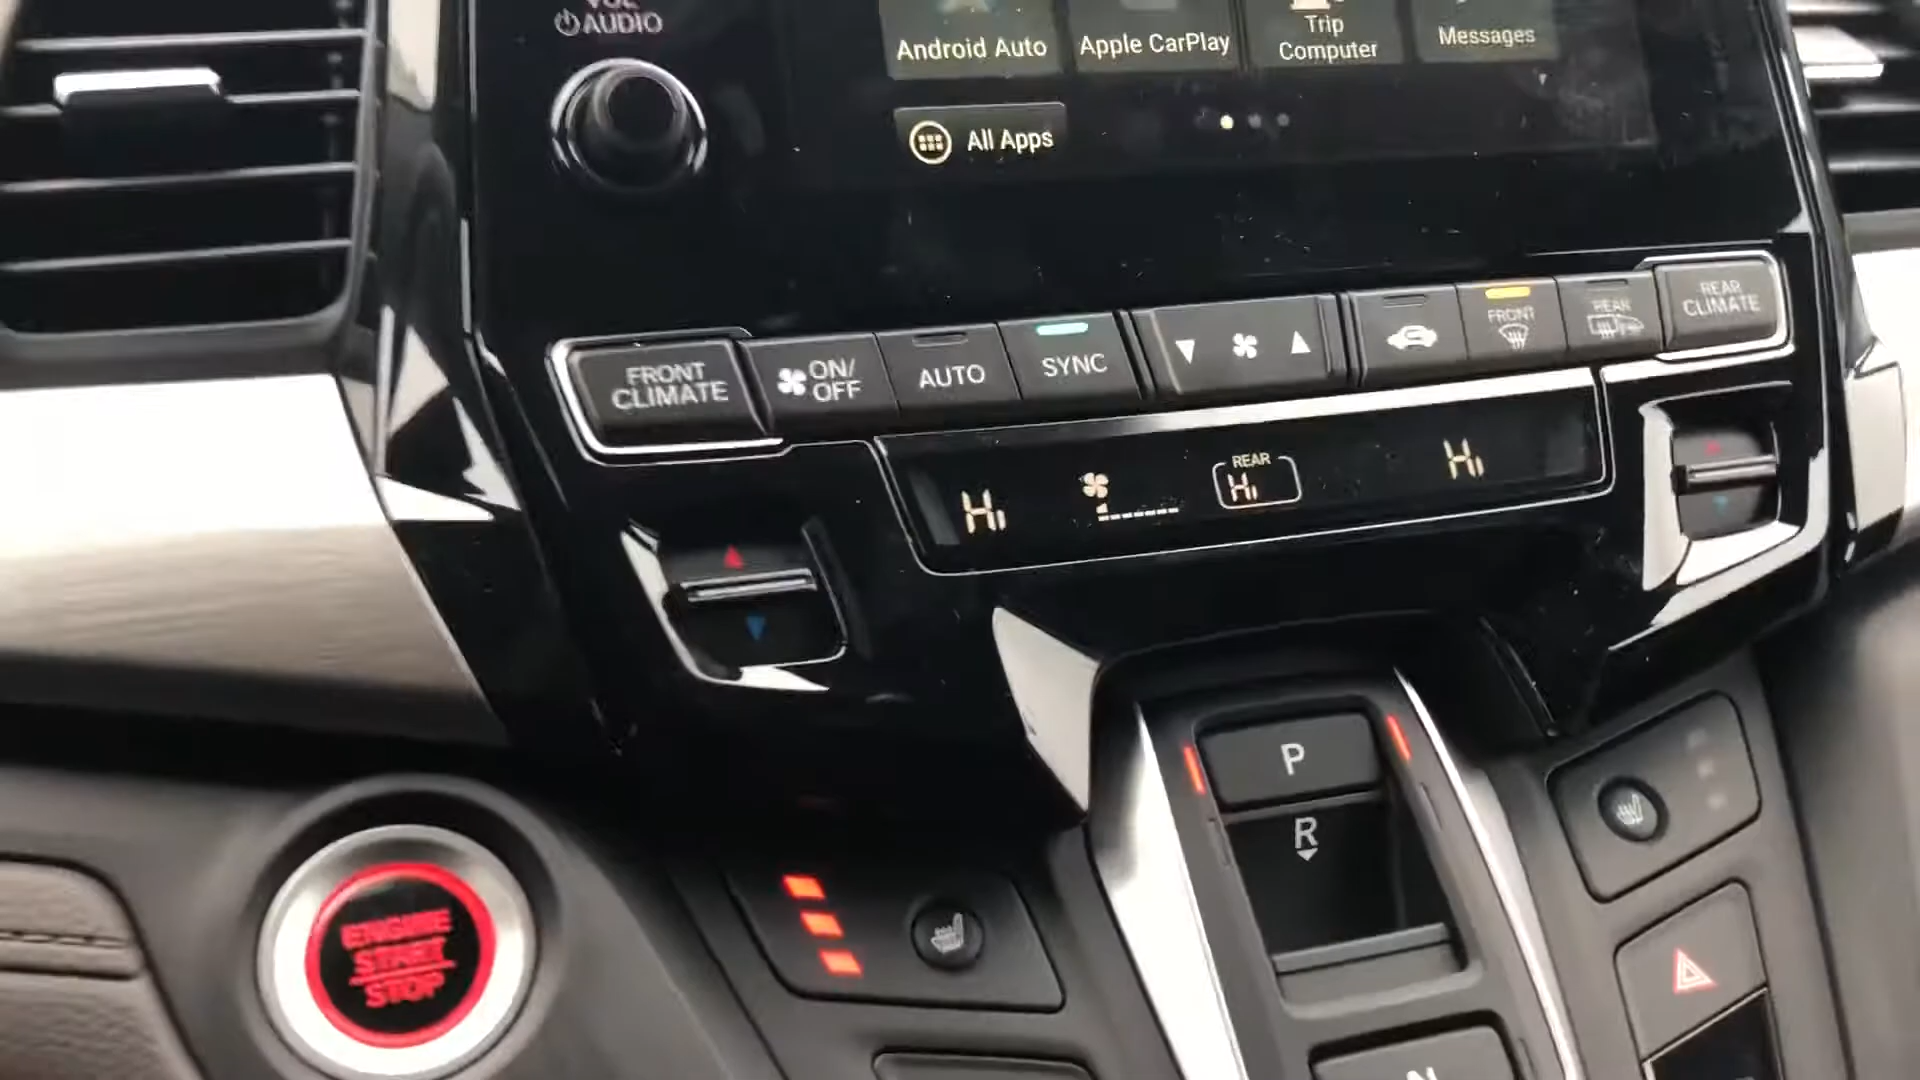 VOL
AUDIO
Android Auto
Apple CarPlay
Trip
Computer
Messages
All Apps
FRONT
CLIMATE
ON/
OFF
AUTO
SYNC
FRONT
REAR
REAR
CLIMATE
Hi
REAR
Hi
Hi
P
R
ENGINE
START
STOP
N